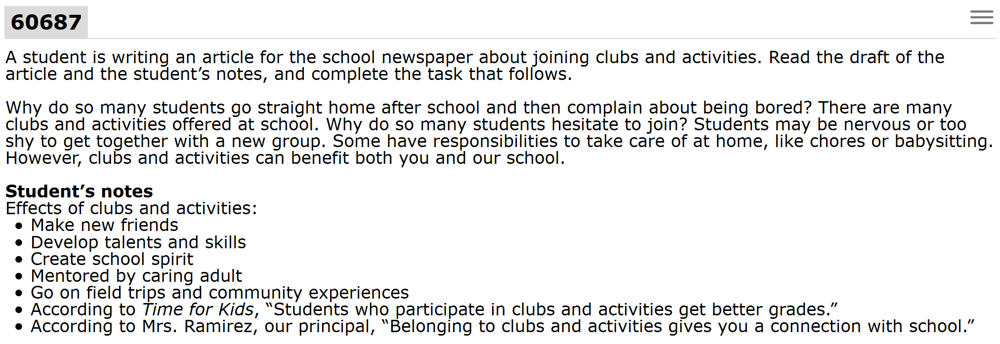 60687
A student is writing an article for the school newspaper about joining clubs and activities. Read the draft of the
article and the student’s notes, and complete the task that follows.
Why do so many students go straight home after school and then complain about being bored? There are many
clubs and activities offered at school. Why do so many students hesitate to join? Students may be nervous or too
shy to get together with a new group. Some have responsibilities to take care of at home, like chores or babysitting.
However, clubs and activities can benefit both you and our school.
Student’s notes
Effects of clubs and activities:
• Make new friends
• Develop talents and skills
• Create school spirit
• Mentored by caring adult
• Go on field trips and community experiences
• According to Time for Kids, “Students who participate in clubs and activities get better grades.”
• According to Mrs. Ramirez, our principal, “Belonging to clubs and activities gives you a connection with school.”